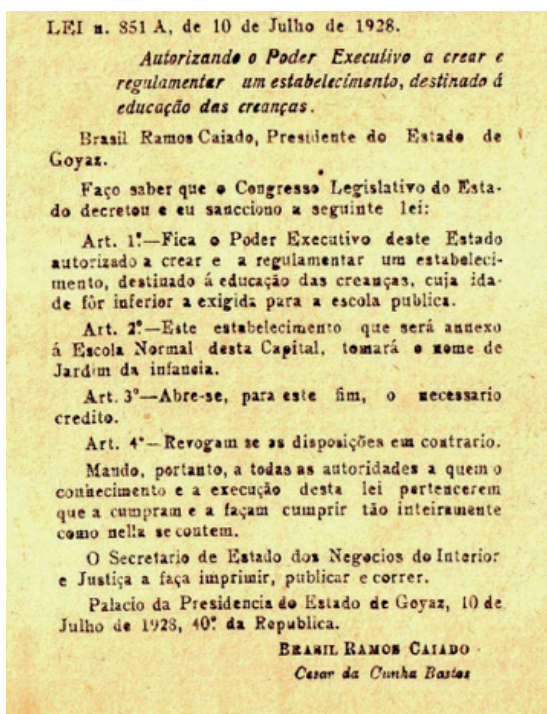 LEI n. 851 A, de 10 de Julho de 1928.
Autorizando o Poder Executivo a crear e
regulamentar um estabelecimento, destinado á
educação das creanças.
Brasil Ramos Caiado, Presidente do Estado de
Goyaz.
Faço saber que o Congresso Legislativo do Esta-
do decretou e eu sancciono a seguinte lei:
Art. 1º—Fica o Poder Executivo deste Estado
autorizado a crear e a regulamentar um estabeleci-
mento, destinado á educação das creanças, cuja ida-
de fôr inferior a exigida para a escola publica.
Art. 2º—Este estabelecimento que será annexo
á Escola Normal desta Capital, tomará o nome de
Jardim da infancia.
Art. 3º—Abre-se, para este fim, o necessario
credito.
Art. 4º—Revogam se as disposições em contrario.
Mando, portanto, a todas as autoridades a quem o
conhecimento e a execução desta lei pertencerem
que a cumpram e a façam cumprir tão inteiramente
como nella se contem.
O Secretario de Estado dos Negocios do Interior
e Justiça a faça imprimir, publicar e correr.
Palacio da Presidencia do Estado de Goyaz, 10 de
Julho de 1928, 40º da Republica.
BRASIL RAMOS CAIADO
Cesar da Cunha Bastos